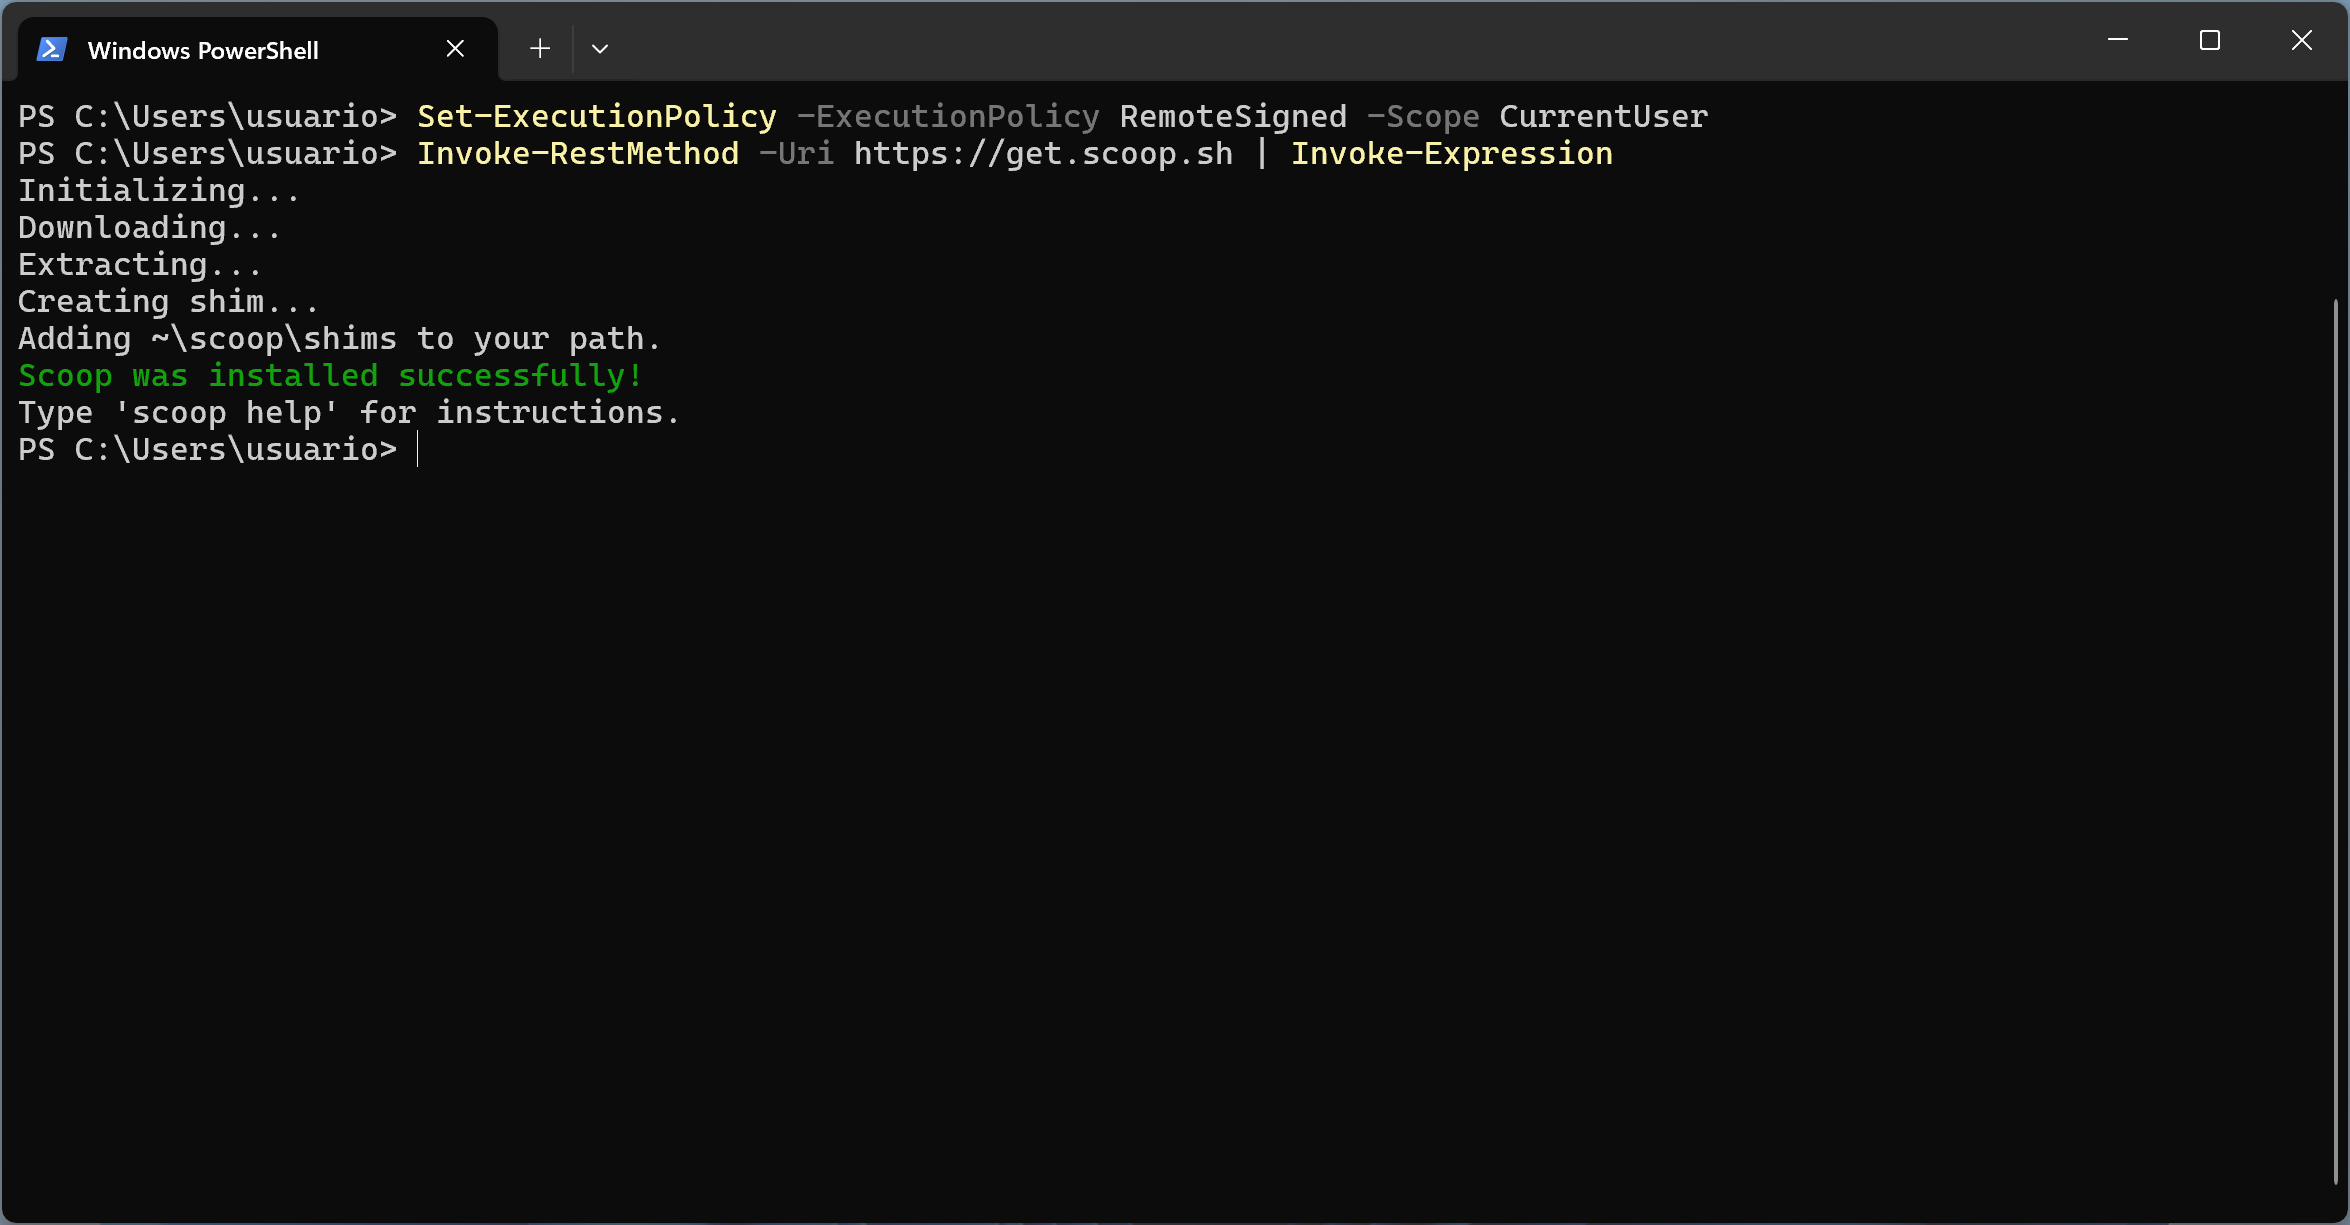 Windows PowerShell
PS C:\Users\usuario> Set-ExecutionPolicy -ExecutionPolicy RemoteSigned -Scope CurrentUser
PS C:\Users\usuario> Invoke-RestMethod -Uri https://get.scoop.sh | Invoke-Expression
Initializing...
Downloading...
Extracting...
Creating shim...
Adding ~\scoop\shims to your path.
Scoop was installed successfully!
Type 'scoop help' for instructions.
PS C:\Users\usuario>